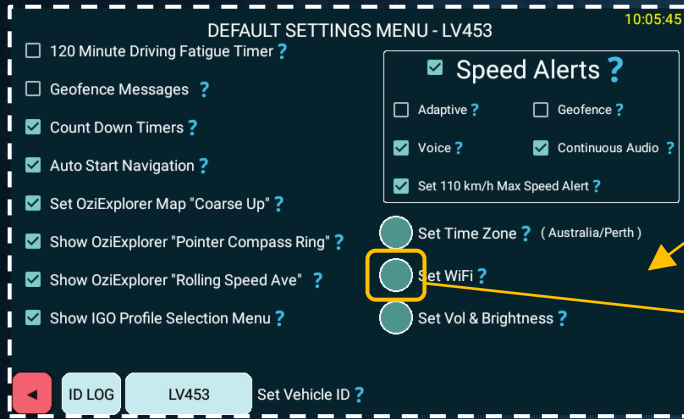 10:05:45
DEFAULT SETTINGS MENU - LV453
120 Minute Driving Fatigue Timer ?
Geofence Messages ?
Count Down Timers ?
Auto Start Navigation ?
Set OziExplorer Map "Coarse Up" ?
Show OziExplorer "Pointer Compass Ring" ?
Show OziExplorer "Rolling Speed Ave" ?
Show IGO Profile Selection Menu ?
Speed Alerts ?
Adaptive ? Geofence ?
Voice ? Continuous Audio ?
Set 110 km/h Max Speed Alert ?
Set Time Zone ? ( Australia/Perth )
Set WiFi ?
Set Vol & Brightness ?
ID LOG LV453 Set Vehicle ID ?